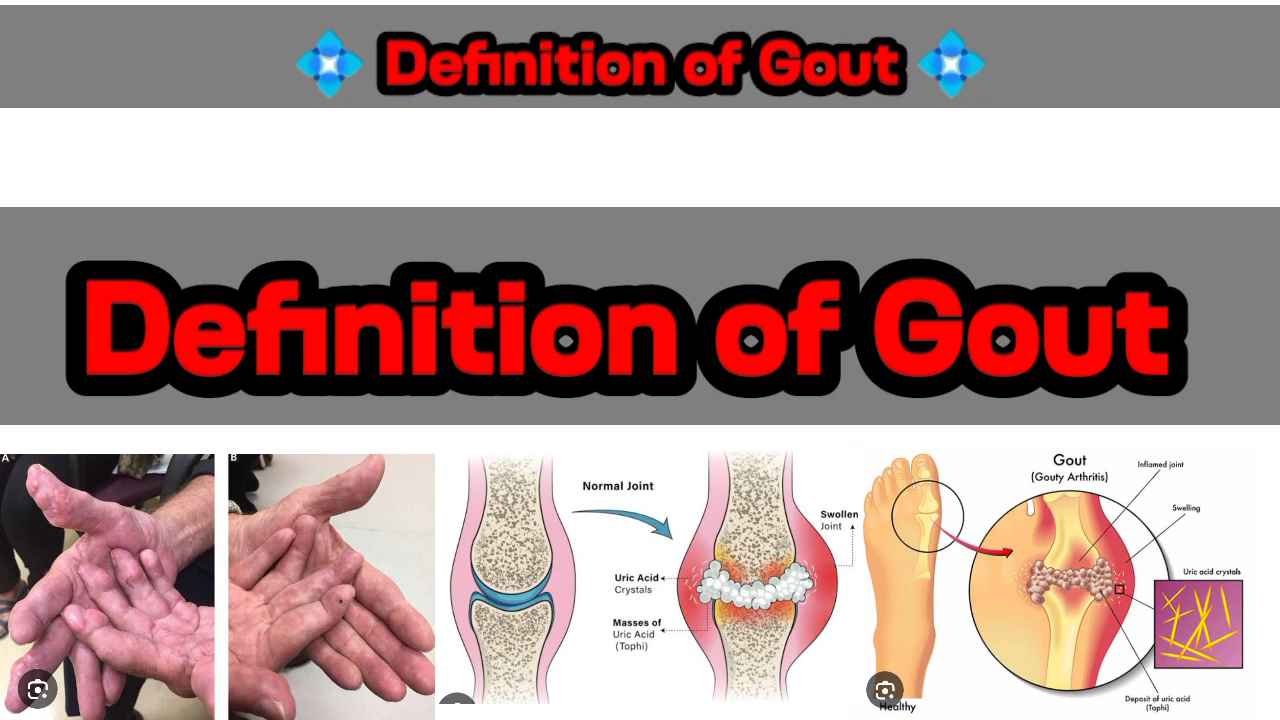 Definition of Gout
Definition of Gout
A
B
Normal Joint
Swollen
Joint
Uric Acid
Crystals
Masses of
Uric Acid
(Tophi)
Gout
(Gouty Arthritis)
Inflamed joint
Swelling
Uric acid crystals
Deposit of uric acid
(Tophi)
Healthy